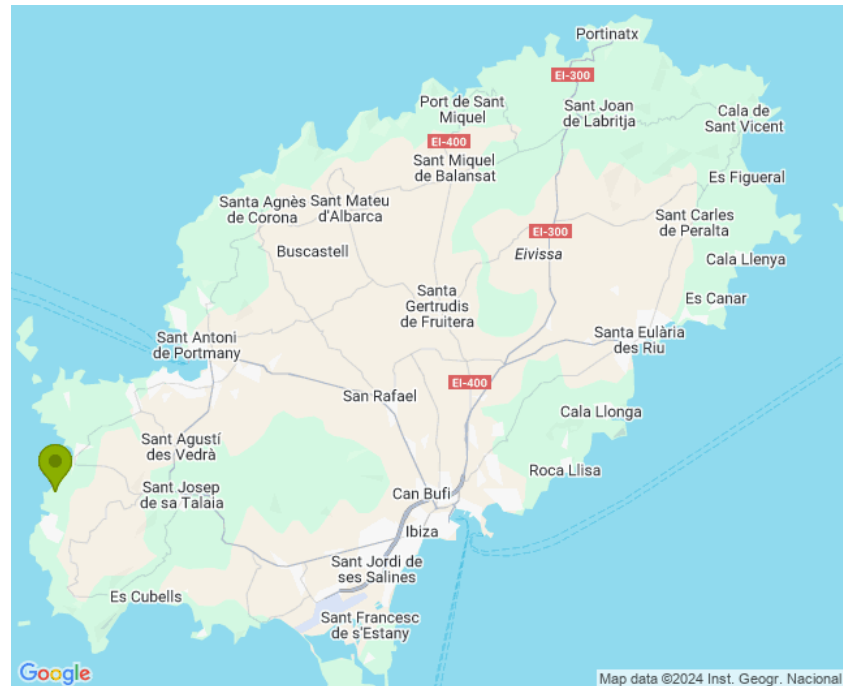 Portinatx
EI-300
Port de Sant
Miquel
Sant Joan
de Labritja
Cala de
Sant Vicent
EI-400
Sant Miquel
de Balansat
Es Figueral
Santa Agnès
de Corona
Sant Mateu
d'Albarca
Sant Carles
de Peralta
EI-300
Buscastell
Eivissa
Cala Llenya
Santa
Gertrudis
de Fruitera
Es Canar
Sant Antoni
de Portmany
Santa Eulària
des Riu
San Rafael
EI-400
Cala Llonga
Sant Agustí
des Vedrà
Roca Llisa
Sant Josep
de sa Talaia
Can Bufi
Ibiza
Sant Jordi de
ses Salines
Es Cubells
Sant Francesc
de s'Estany
Google
Map data ©2024 Inst. Geogr. Nacional